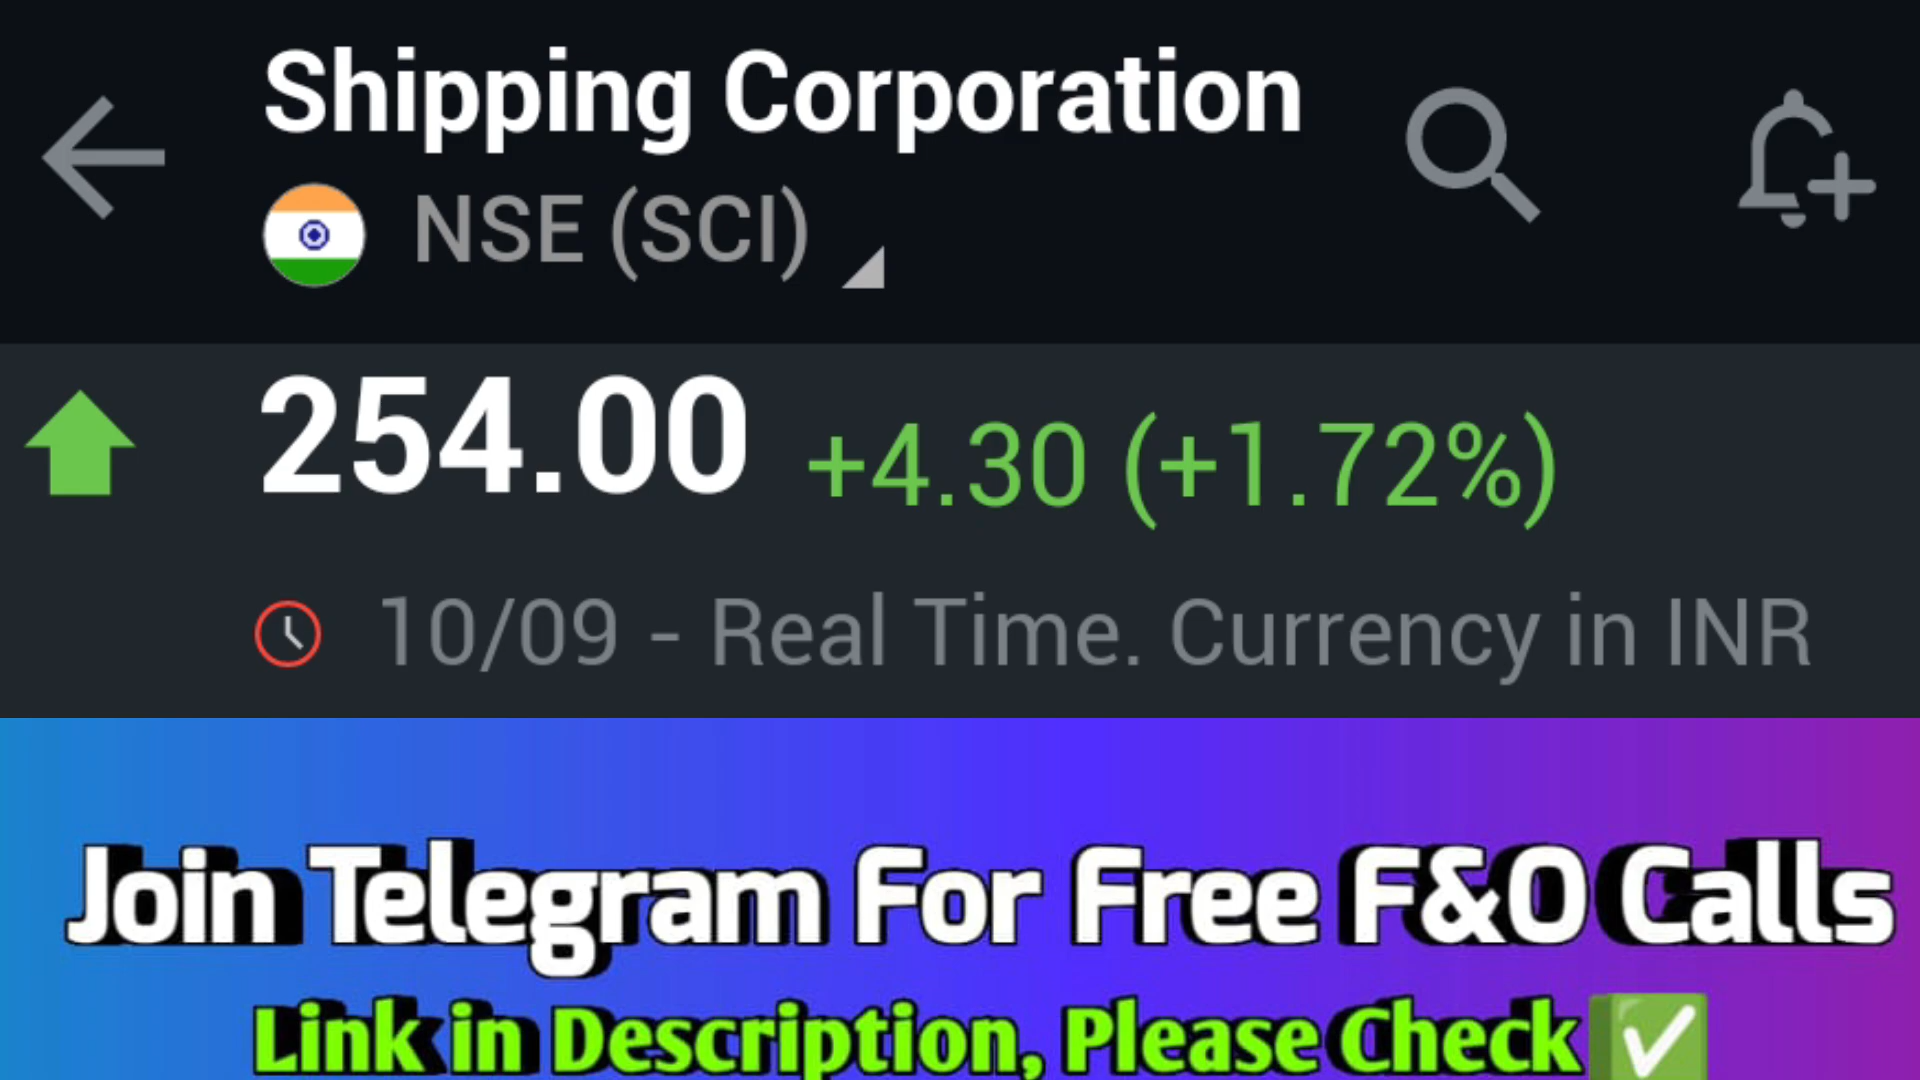 Shipping Corporation
NSE (SCI)
254.00 +4.30 (+1.72%)
10/09 - Real Time. Currency in INR
Join Telegram For Free F&O Calls
Link in Description, Please Check ✅